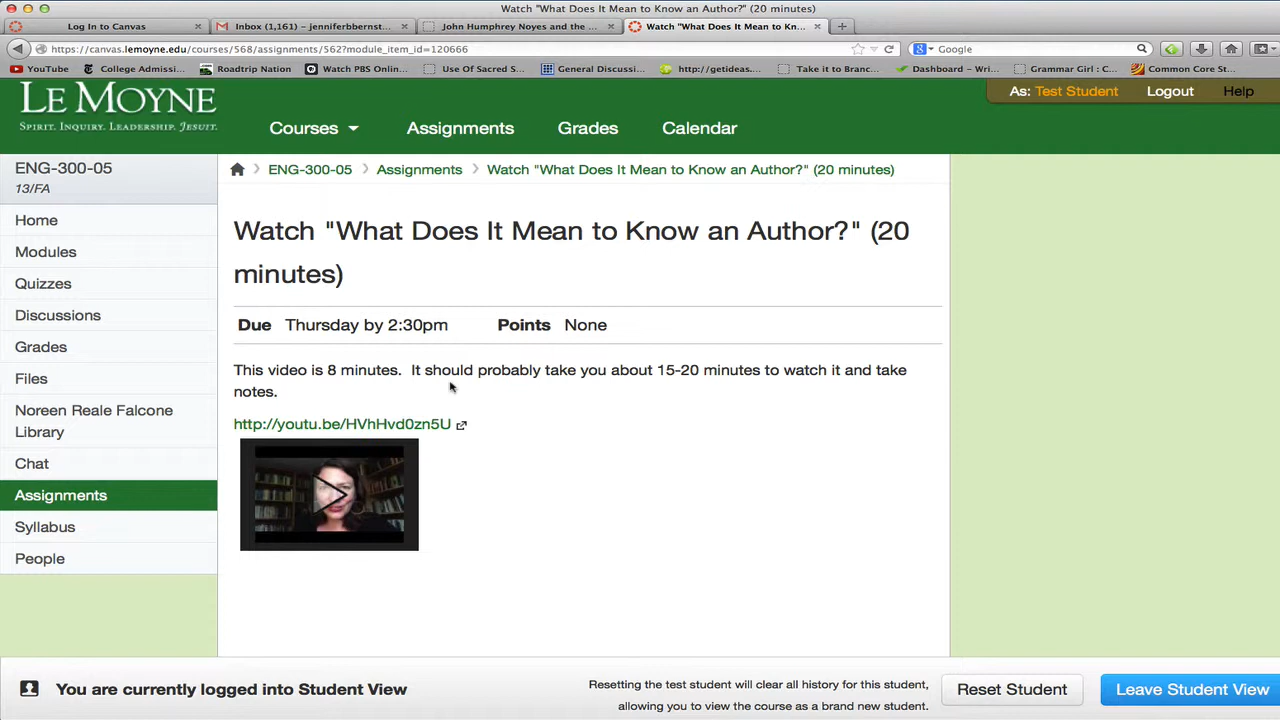 Watch "What Does It Mean to Know an Author?" (20 minutes)
Log In to Canvas
Inbox (1,161) – jenniferbbernst...
John Humphrey Noyes and the ...
Watch "What Does It Mean to Kn...
https://canvas.lemoyne.edu/courses/568/assignments/562?module_item_id=120666
Google
YouTube
College Admissi...
Roadtrip Nation
Watch PBS Onlin...
Use Of Sacred S...
General Discussi...
http://getideas....
Take it to Branc...
Dashboard – Wri...
Grammar Girl : C...
Common Core St...
LE MOYNE
SPIRIT. INQUIRY. LEADERSHIP. JESUIT.
Courses
Assignments
Grades
Calendar
As: Test Student
Logout
Help
ENG-300-05
13/FA
Home
Modules
Quizzes
Discussions
Grades
Files
Noreen Reale Falcone
Library
Chat
Assignments
Syllabus
People
ENG-300-05
Assignments
Watch "What Does It Mean to Know an Author?" (20 minutes)
Watch "What Does It Mean to Know an Author?" (20
minutes)
Due Thursday by 2:30pm Points None
This video is 8 minutes. It should probably take you about 15-20 minutes to watch it and take
notes.
http://youtu.be/HVhHvd0zn5U
You are currently logged into Student View
Resetting the test student will clear all history for this student,
allowing you to view the course as a brand new student.
Reset Student
Leave Student View